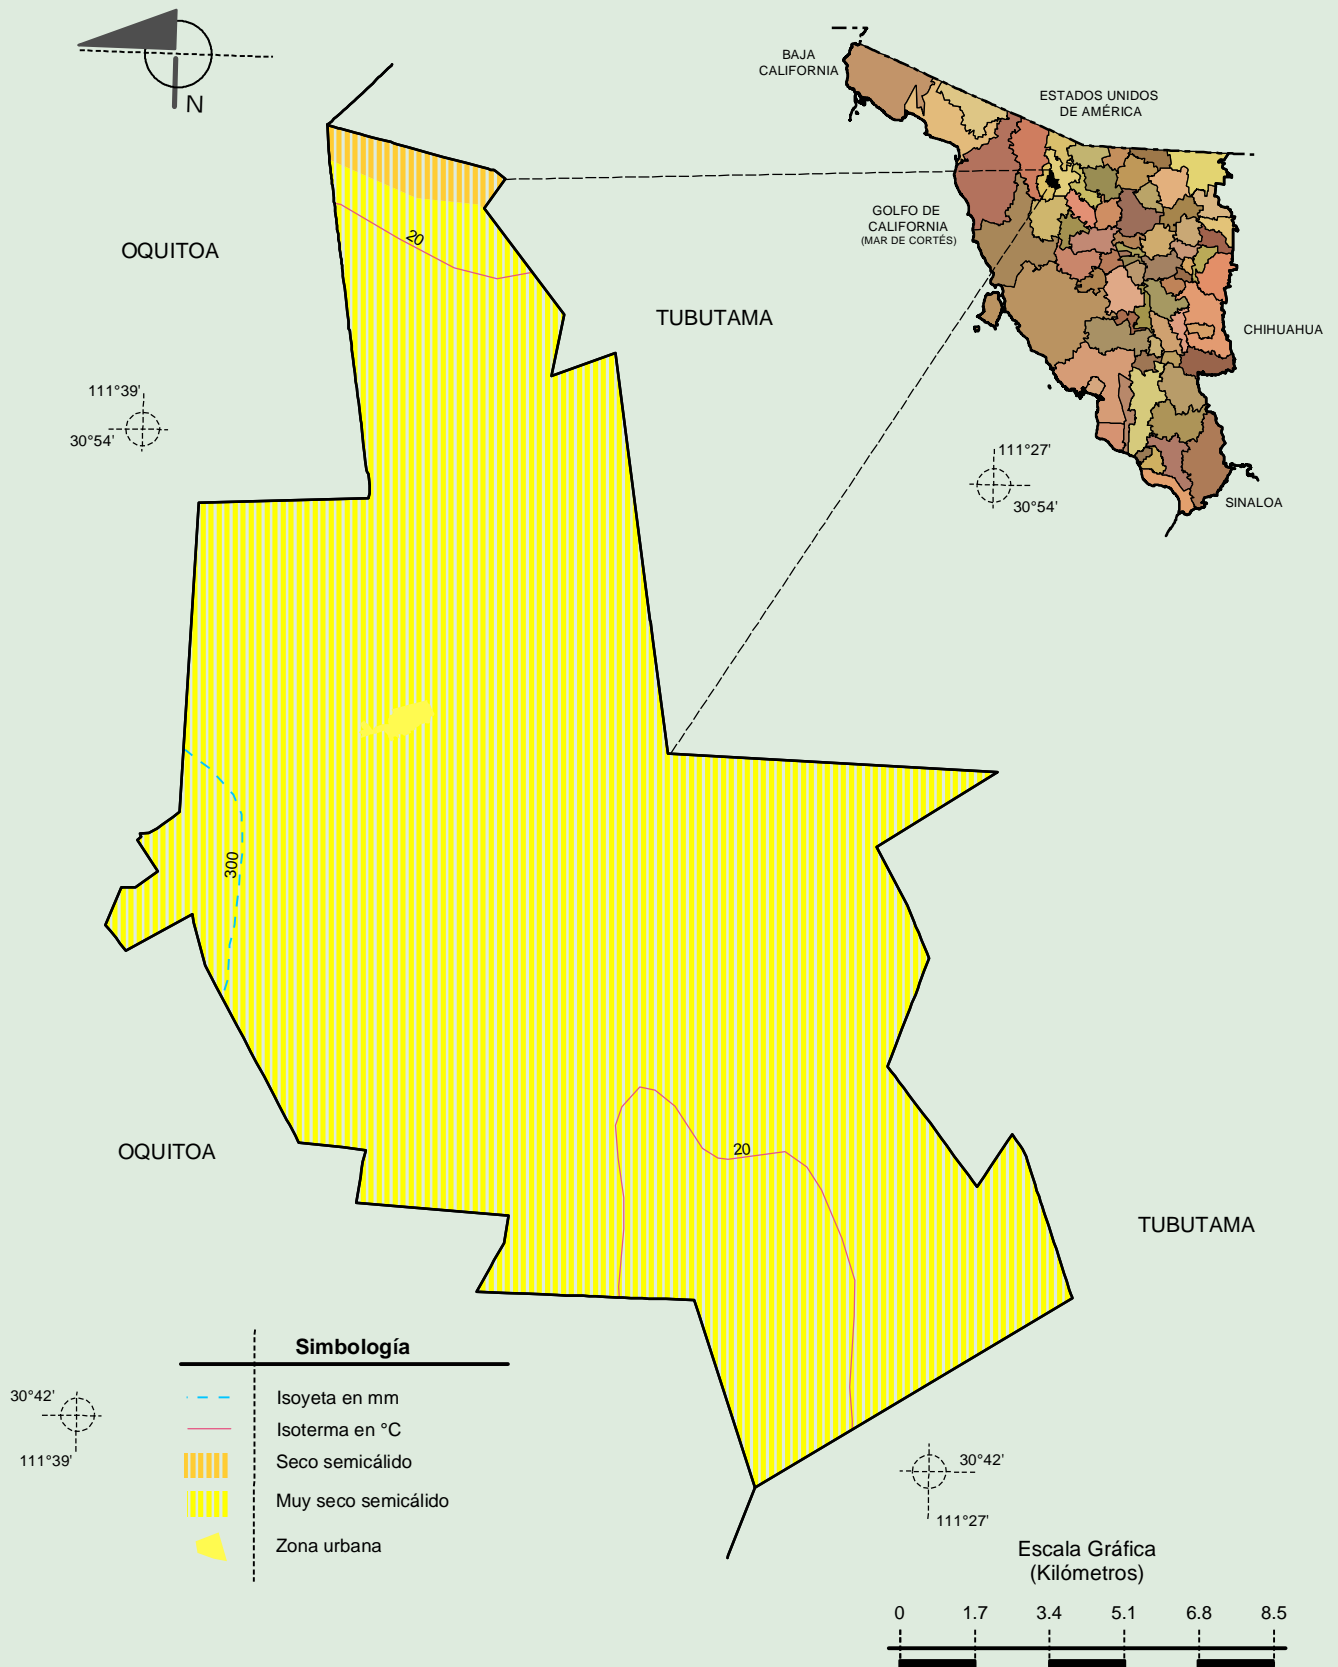 N
BAJA
CALIFORNIA
ESTADOS UNIDOS
DE AMÉRICA
GOLFO DE
CALIFORNIA
(MAR DE CORTÉS)
CHIHUAHUA
SINALOA
OQUITOA
20
TUBUTAMA
111°39'
30°54'
111°27'
30°54'
300
OQUITOA
20
TUBUTAMA
Simbología
Isoyeta en mm
Isoterma en °C
Seco semicálido
Muy seco semicálido
Zona urbana
30°42'
111°39'
30°42'
111°27'
Escala Gráfica
(Kilómetros)
0 1.7 3.4 5.1 6.8 8.5